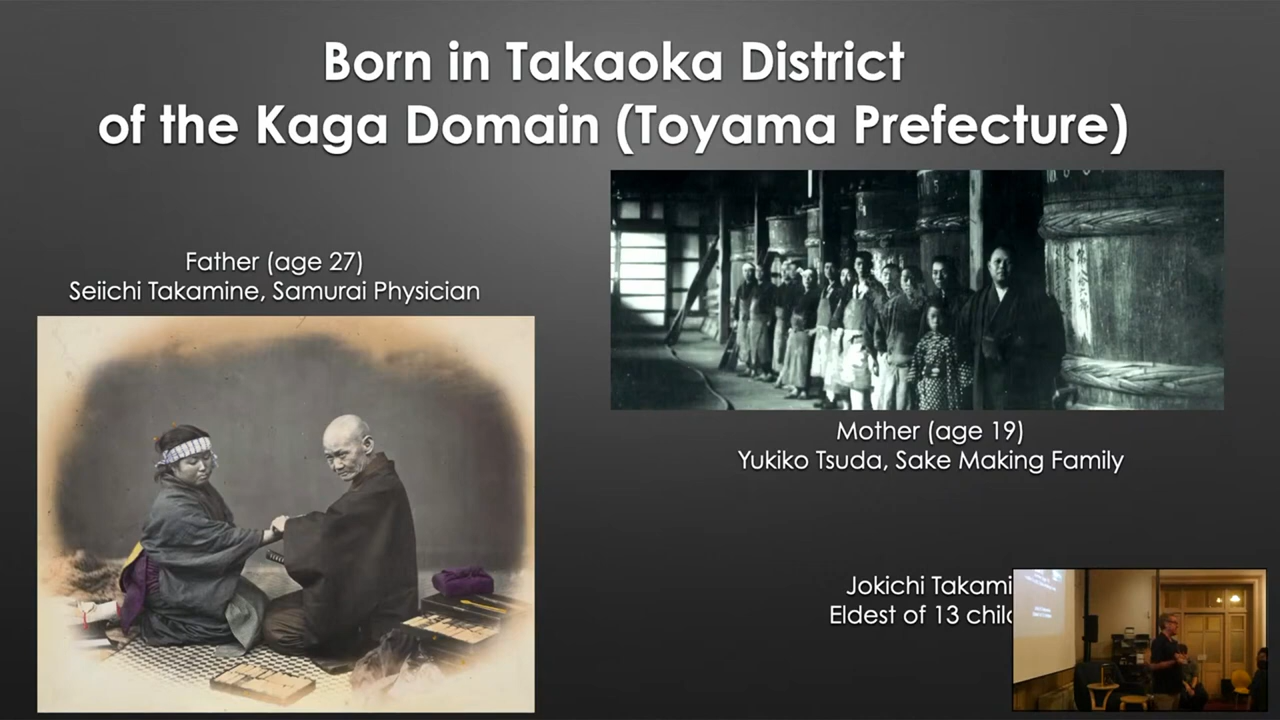 Born in Takaoka District
of the Kaga Domain (Toyama Prefecture)
Father (age 27)
Seiichi Takamine, Samurai Physician
Mother (age 19)
Yukiko Tsuda, Sake Making Family
Jokichi Takami
Eldest of 13 chilc